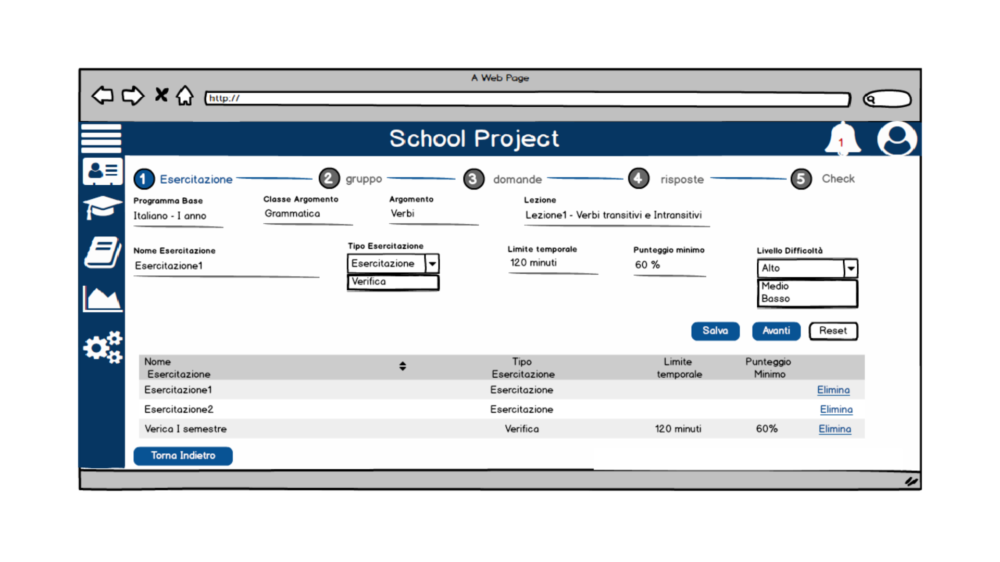 A Web Page
http://
School Project
1
1 Esercitazione 2 gruppo 3 domande 4 risposte 5 Check
Programma Base Classe Argomento Argomento Lezione
Italiano - I anno Grammatica Verbi Lezione1 - Verbi transitivi e Intransitivi
Nome Esercitazione Tipo Esercitazione Limite temporale Punteggio minimo Livello Difficoltà
Esercitazione1 Esercitazione 120 minuti 60 % Alto
Verifica Medio
Basso
Salva Avanti Reset
Nome Tipo Limite Punteggio
Esercitazione Esercitazione temporale Minimo
Esercitazione1 Esercitazione Elimina
Esercitazione2 Esercitazione Elimina
Verica I semestre Verifica 120 minuti 60% Elimina
Torna Indietro